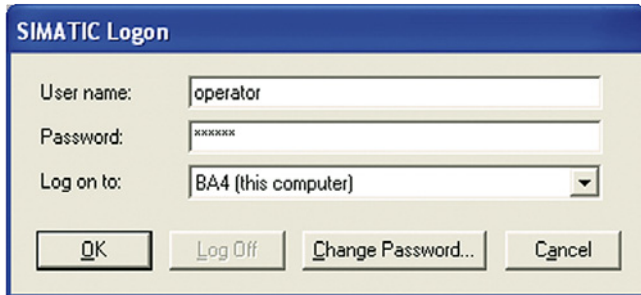 SIMATIC Logon
User name: operator
Password: ******
Log on to: BA4 (this computer)
OK Log Off Change Password... Cancel